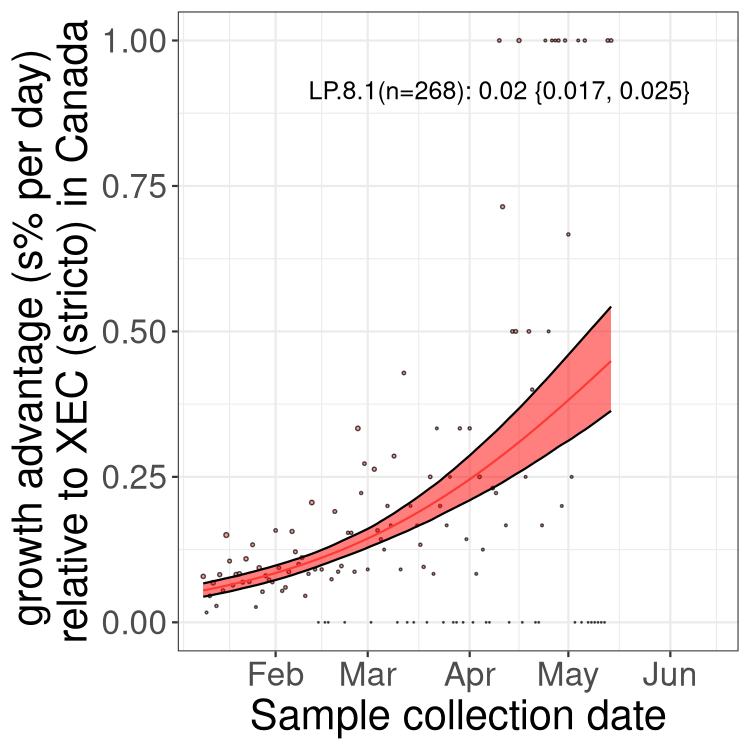 growth advantage (s% per day)
relative to XEC (stricto) in Canada
1.00
LP.8.1(n=268): 0.02 {0.017, 0.025}
0.75
0.50
0.25
0.00
Feb Mar Apr May Jun
Sample collection date